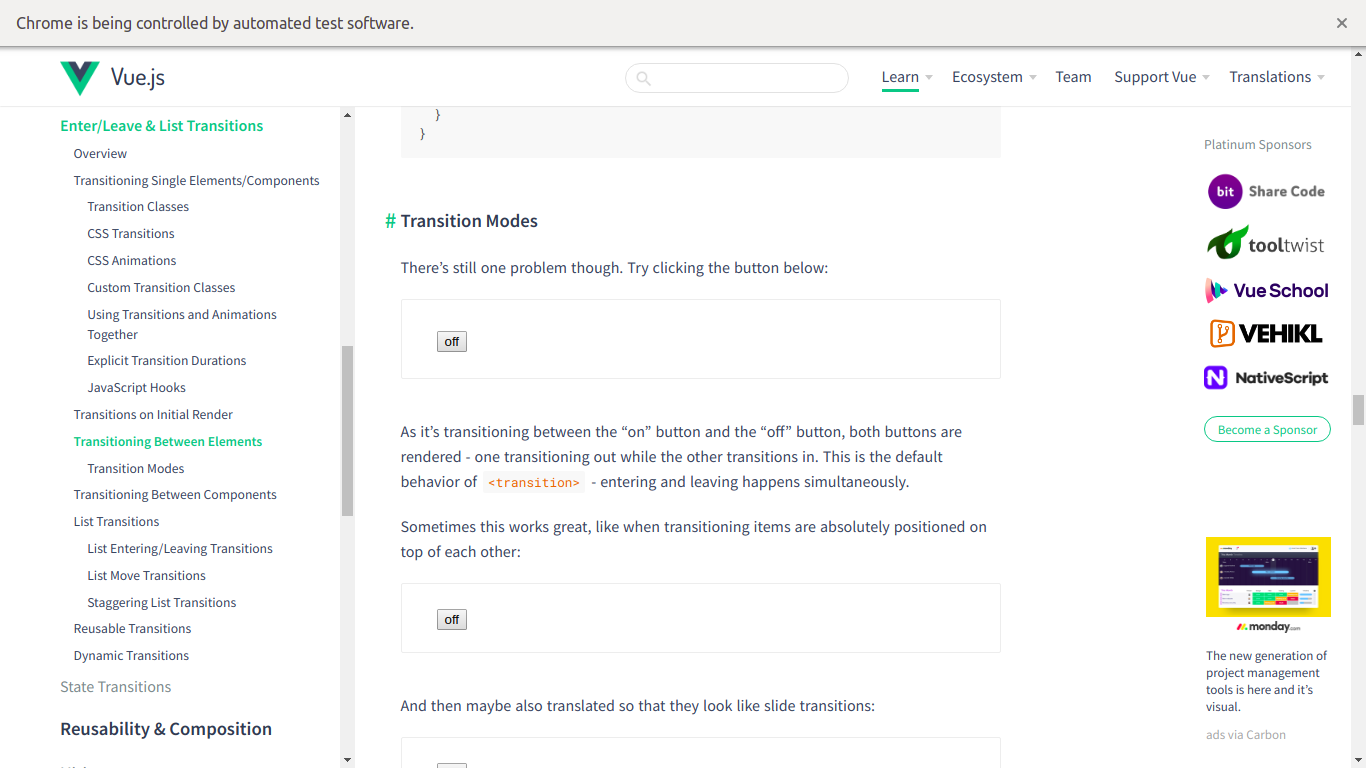 Chrome is being controlled by automated test software.
Vue.js
Learn
Ecosystem
Team
Support Vue
Translations
Enter/Leave & List Transitions
Overview
Transitioning Single Elements/Components
Transition Classes
CSS Transitions
CSS Animations
Custom Transition Classes
Using Transitions and Animations
Together
Explicit Transition Durations
JavaScript Hooks
Transitions on Initial Render
Transitioning Between Elements
Transition Modes
Transitioning Between Components
List Transitions
List Entering/Leaving Transitions
List Move Transitions
Staggering List Transitions
Reusable Transitions
Dynamic Transitions
State Transitions
Reusability & Composition
}
}
# Transition Modes
There’s still one problem though. Try clicking the button below:
off
As it’s transitioning between the “on” button and the “off” button, both buttons are
rendered - one transitioning out while the other transitions in. This is the default
behavior of <transition> - entering and leaving happens simultaneously.
Sometimes this works great, like when transitioning items are absolutely positioned on
top of each other:
off
And then maybe also translated so that they look like slide transitions:
Platinum Sponsors
bit Share Code
tooltwist
Vue School
VEHIKL
NativeScript
Become a Sponsor
monday.com
The new generation of
project management
tools is here and it’s
visual.
ads via Carbon